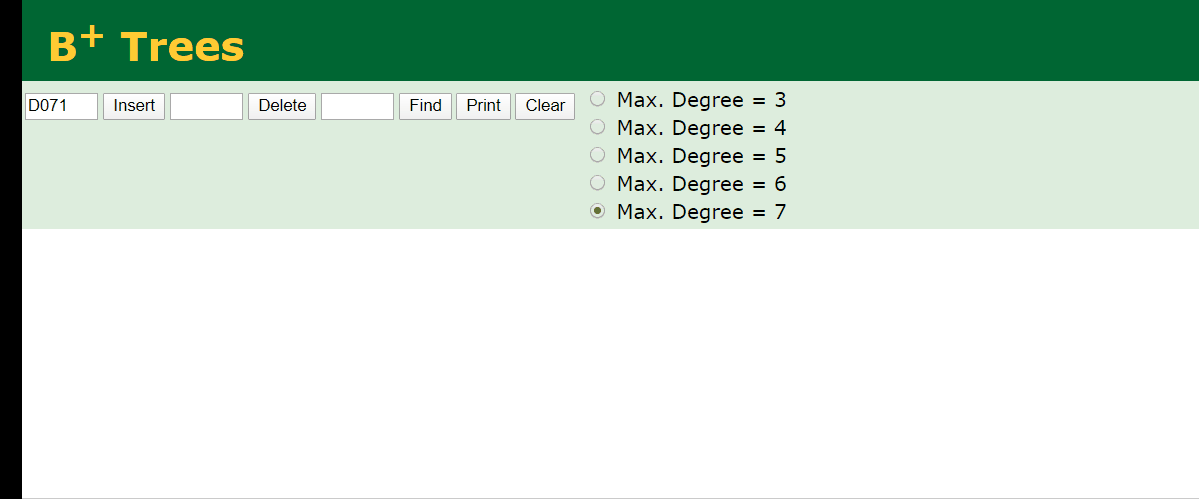 B+ Trees
D071 Insert Delete Find Print Clear
Max. Degree = 3
Max. Degree = 4
Max. Degree = 5
Max. Degree = 6
Max. Degree = 7